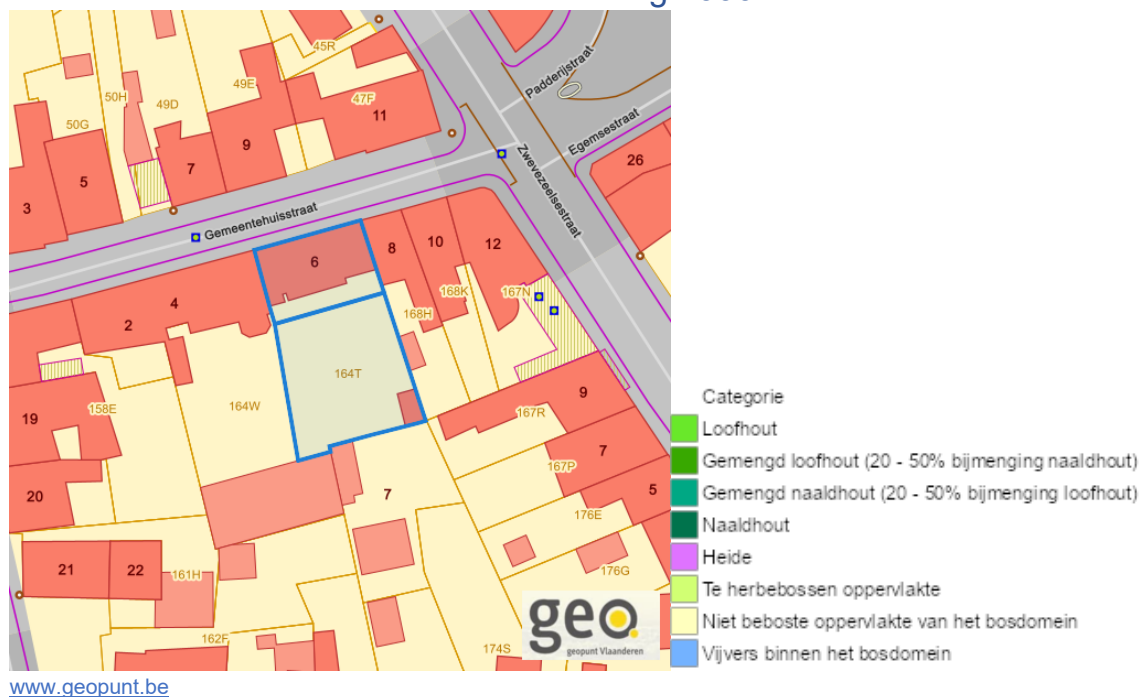 45R
Padderijstraat
50H
49D
49E
47F
50G
11
9
7
5
3
Egemsestraat
26
Zwevezeelsestraat
Gemeentehuisstraat
6
8
10
12
168K
167N
168H
4
2
164T
158E
164W
19
167R
9
167P
7
20
7
5
176E
21
22
161H
176G
162F
174S
geo
geopunt Vlaanderen
Categorie
Loofhout
Gemengd loofhout (20 - 50% bijmenging naaldhout)
Gemengd naaldhout (20 - 50% bijmenging loofhout)
Naaldhout
Heide
Te herbebossen oppervlakte
Niet beboste oppervlakte van het bosdomein
Vijvers binnen het bosdomein
www.geopunt.be